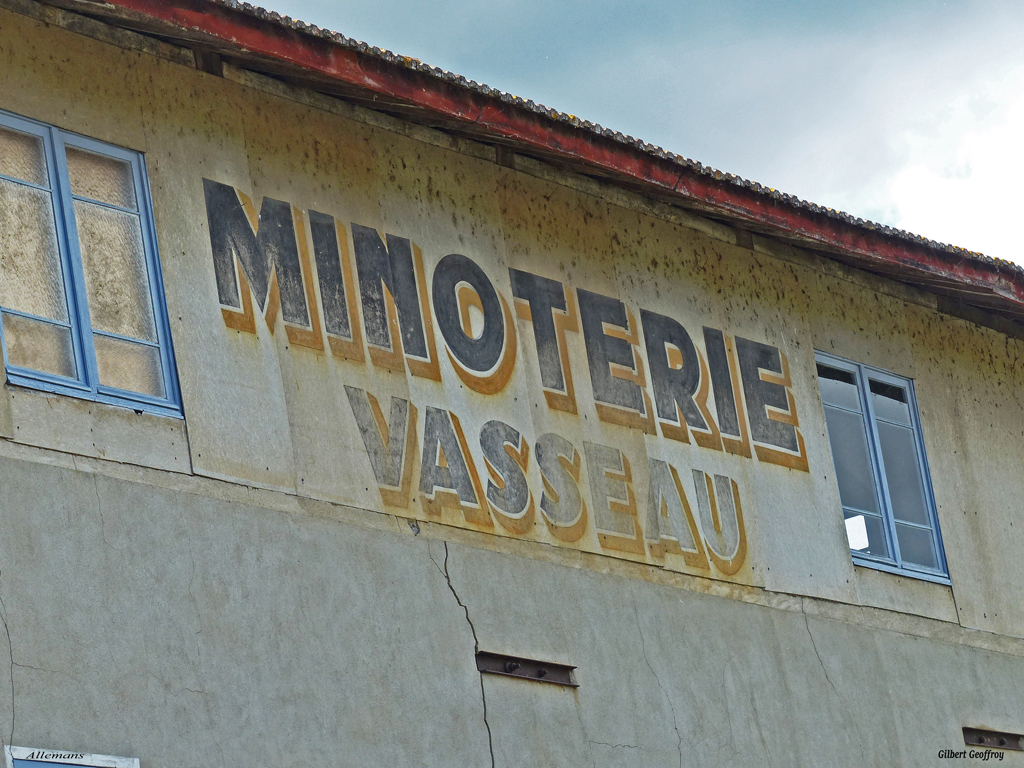 MINOTERIE
VASSEAU
Allemans
Gilbert Geoffroy